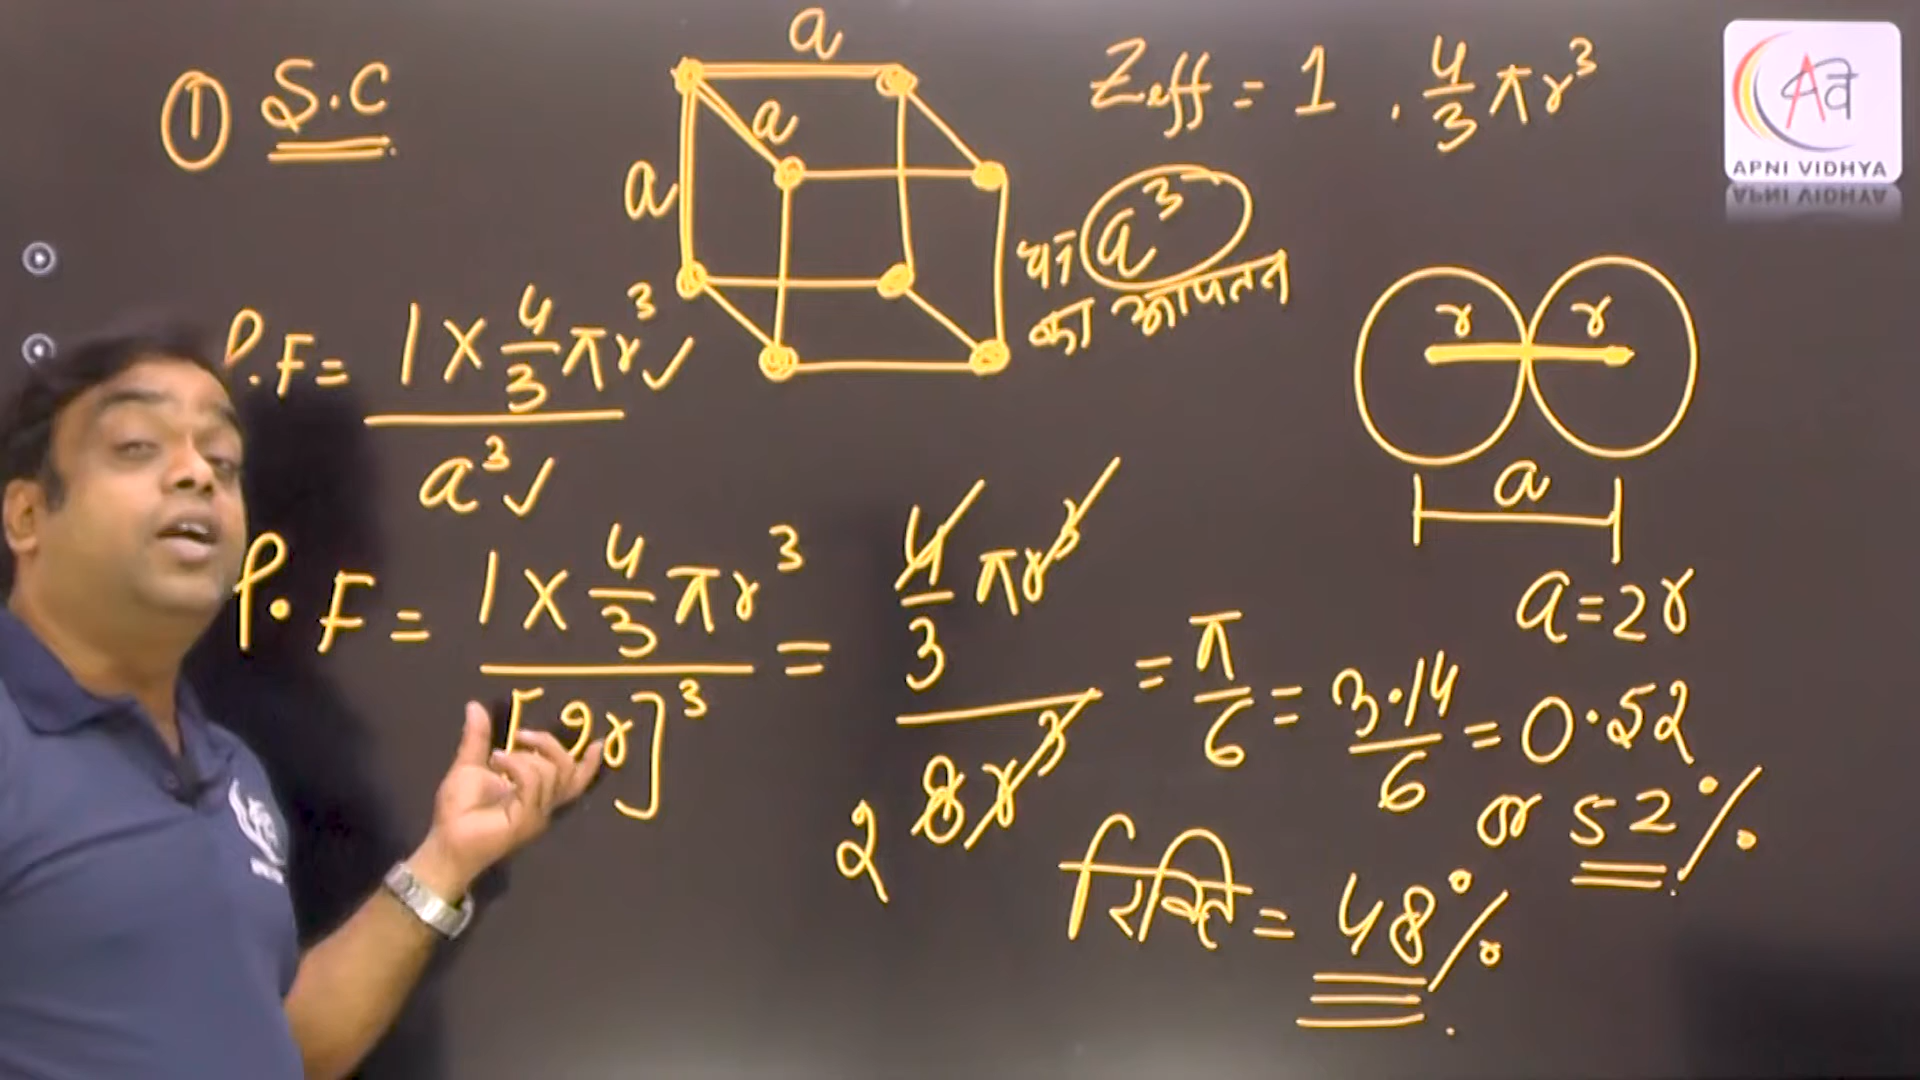 ① S.C
a
a
a
Zeff = 1 . 4/3 πr³
APNI VIDHYA
घन a³
का आयतन
r r
a
a = 2r
P.F = 1 × 4/3 πr³ ✓ / a³ ✓
P.F = 1 × 4/3 πr³ / [2r]³ = 4/3 πr³ / 8r³ = π/6 = 3.14/6 = 0.52
2
or 52%
रिक्ति = 48%